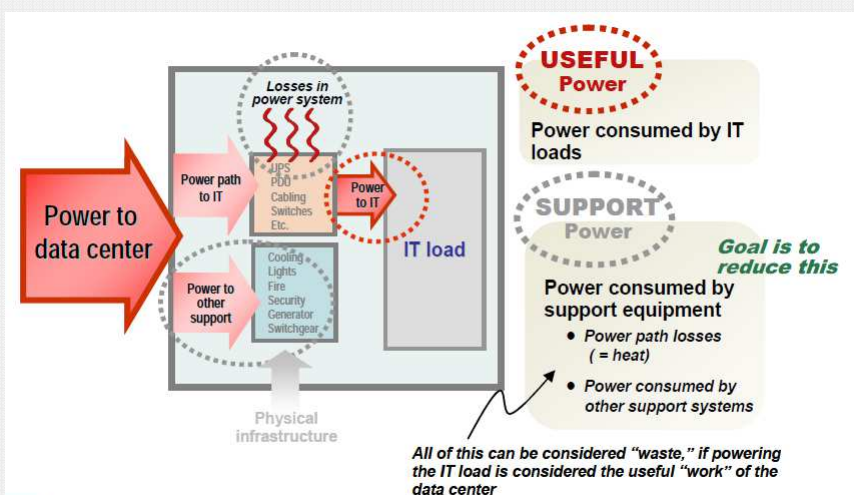 Losses in
power system
Power to
data center
Power path
to IT
UPS
PDU
Cabling
Switches
Etc.
Power
to IT
IT load
Power to
other
support
Cooling
Lights
Fire
Security
Generator
Switchgear
Physical
infrastructure
USEFUL
Power
Power consumed by IT
loads
SUPPORT
Power
Goal is to
reduce this
Power consumed by
support equipment
• Power path losses
( = heat)
• Power consumed by
other support systems
All of this can be considered “waste,” if powering
the IT load is considered the useful “work” of the
data center